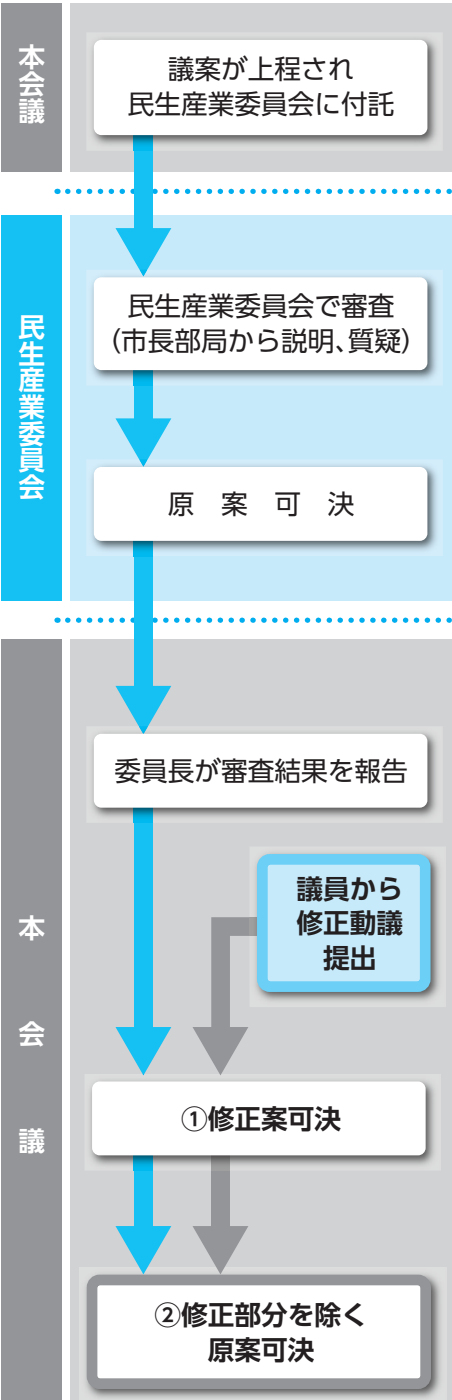 本会議
議案が上程され
民生産業委員会に付託
民生産業委員会
民生産業委員会で審査
(市長部局から説明、質疑)
原案可決
本会議
委員長が審査結果を報告
議員から
修正動議
提出
①修正案可決
②修正部分を除く
原案可決